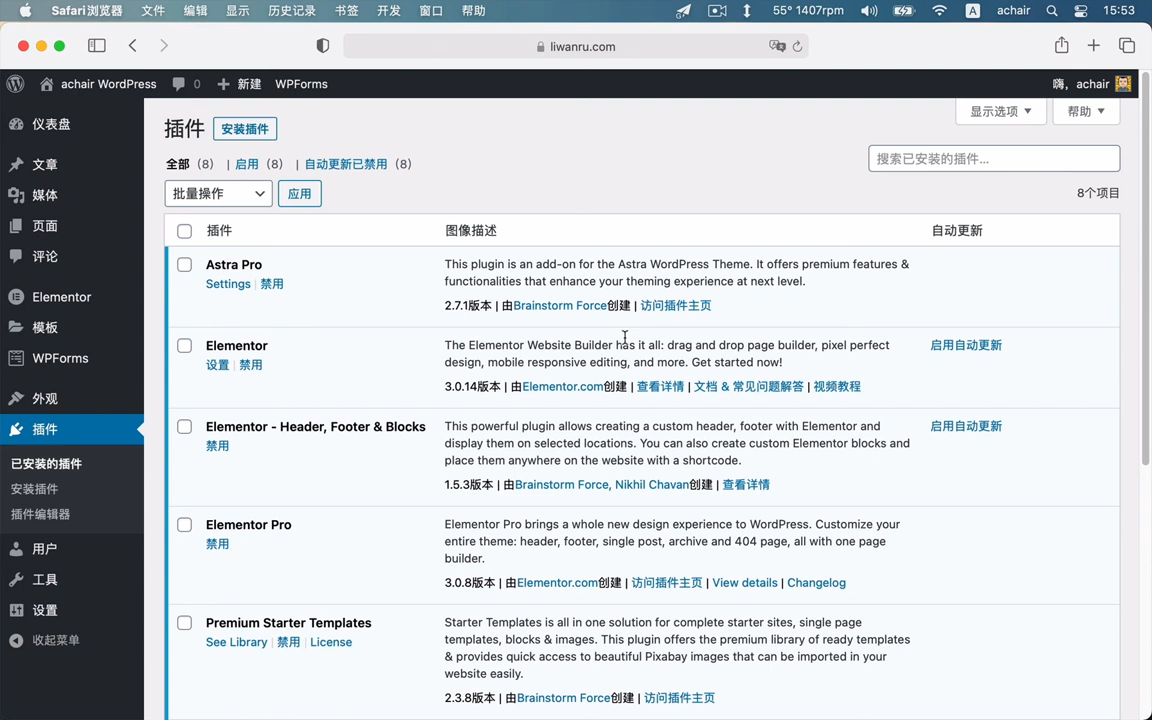 Safari浏览器 文件 编辑 显示 历史记录 书签 开发 窗口 帮助 55° 1407rpm A achair 15:53
liwanru.com
achair WordPress 0 新建 WPForms 嗨，achair
仪表盘
文章
媒体
页面
评论
Elementor
模板
WPForms
外观
插件
已安装的插件
安装插件
插件编辑器
用户
工具
设置
收起菜单
显示选项 帮助
插件 安装插件
全部 (8) | 启用 (8) | 自动更新已禁用 (8)
搜索已安装的插件...
批量操作 应用 8个项目
插件 图像描述 自动更新
Astra Pro
Settings | 禁用
This plugin is an add-on for the Astra WordPress Theme. It offers premium features &
functionalities that enhance your theming experience at next level.
2.7.1版本 | 由Brainstorm Force创建 | 访问插件主页
Elementor
设置 | 禁用
The Elementor Website Builder has it all: drag and drop page builder, pixel perfect
design, mobile responsive editing, and more. Get started now!
3.0.14版本 | 由Elementor.com创建 | 查看详情 | 文档 & 常见问题解答 | 视频教程
启用自动更新
Elementor - Header, Footer & Blocks
禁用
This powerful plugin allows creating a custom header, footer with Elementor and
display them on selected locations. You can also create custom Elementor blocks and
place them anywhere on the website with a shortcode.
1.5.3版本 | 由Brainstorm Force, Nikhil Chavan创建 | 查看详情
启用自动更新
Elementor Pro
禁用
Elementor Pro brings a whole new design experience to WordPress. Customize your
entire theme: header, footer, single post, archive and 404 page, all with one page
builder.
3.0.8版本 | 由Elementor.com创建 | 访问插件主页 | View details | Changelog
Premium Starter Templates
See Library | 禁用 | License
Starter Templates is all in one solution for complete starter sites, single page
templates, blocks & images. This plugin offers the premium library of ready templates
& provides quick access to beautiful Pixabay images that can be imported in your
website easily.
2.3.8版本 | 由Brainstorm Force创建 | 访问插件主页